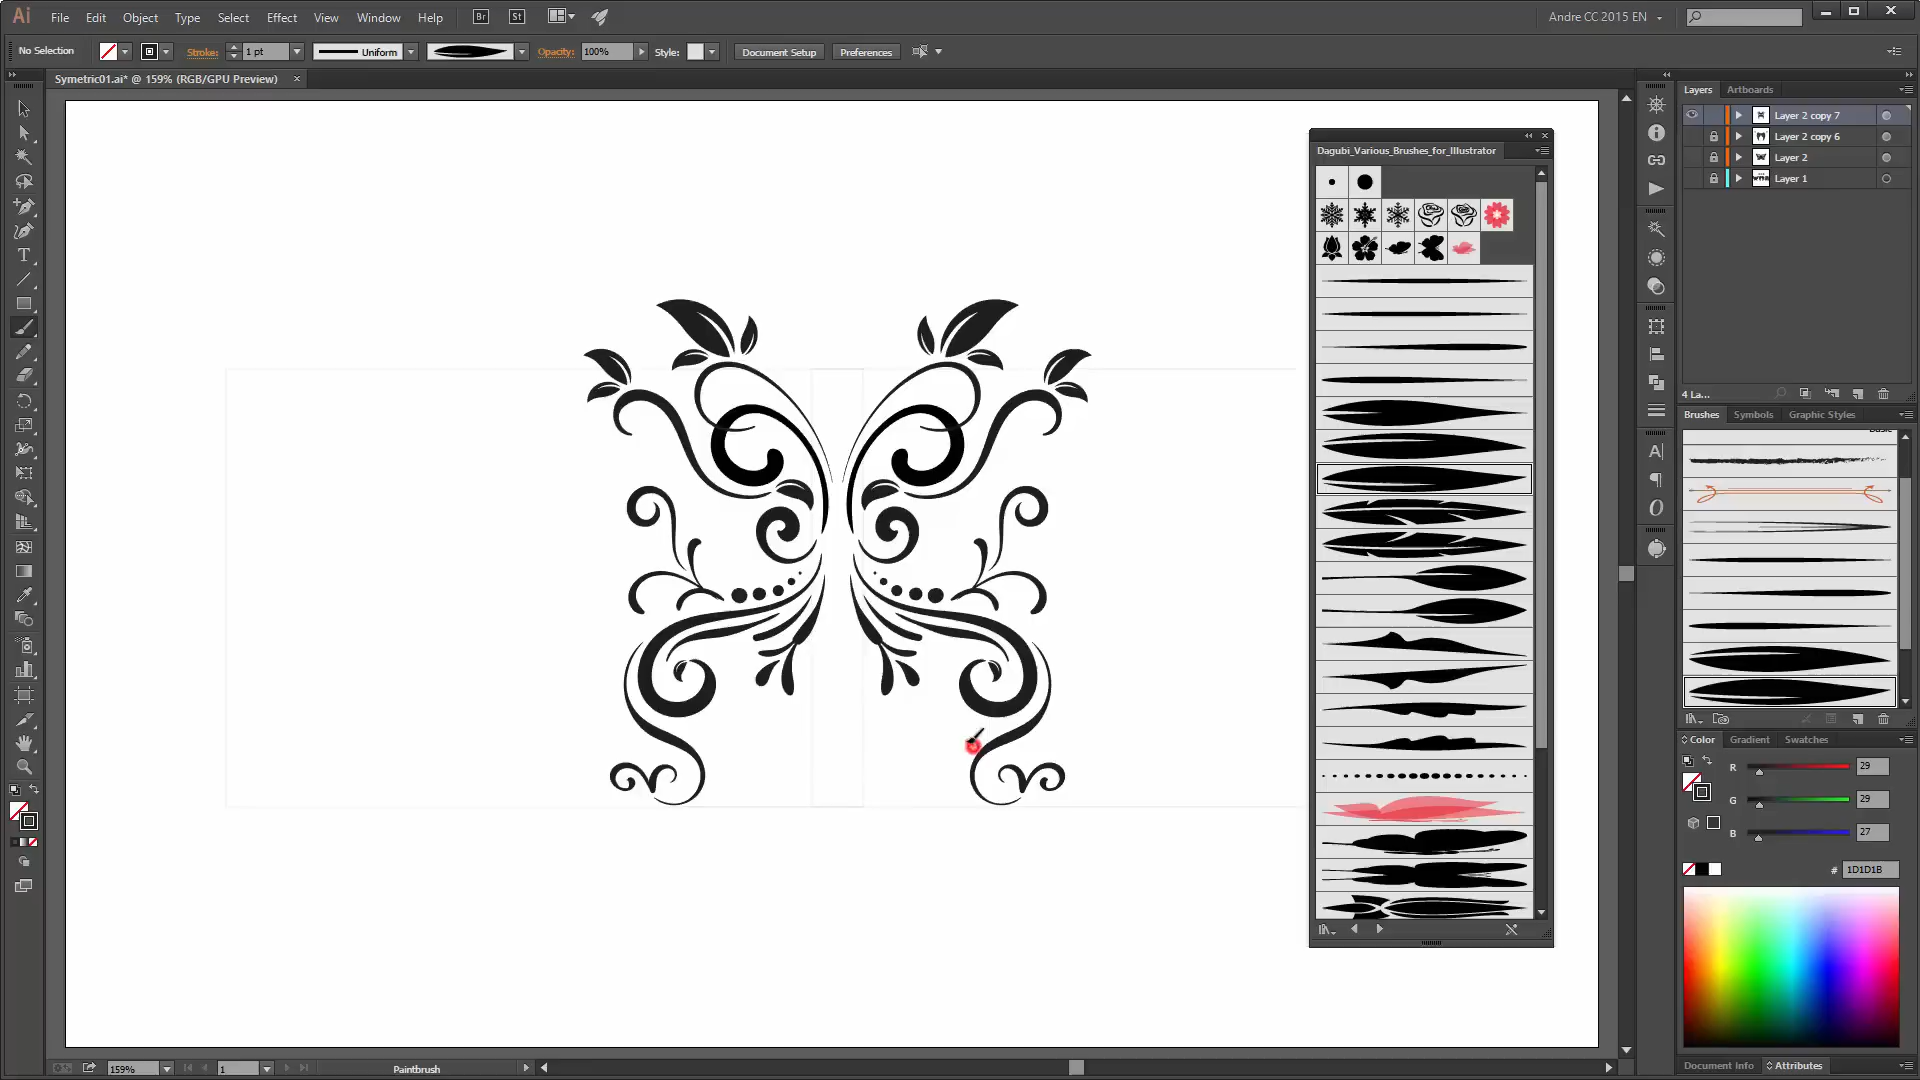 Ai File Edit Object Type Select Effect View Window Help Br St Andre CC 2015 EN
No Selection Stroke: 1 pt Uniform Opacity: 100% Style: Document Setup Preferences
Symetric01.ai* @ 159% (RGB/GPU Preview)
Layers Artboards
Layer 2 copy 7
Layer 2 copy 6
Layer 2
Layer 1
Dagubi_Various_Brushes_for_Illustrator
4 La...
Brushes Symbols Graphic Styles
Basic
Color Gradient Swatches
R 29
G 29
B 27
# 1D1D1B
159% 1 Paintbrush
Document Info Attributes